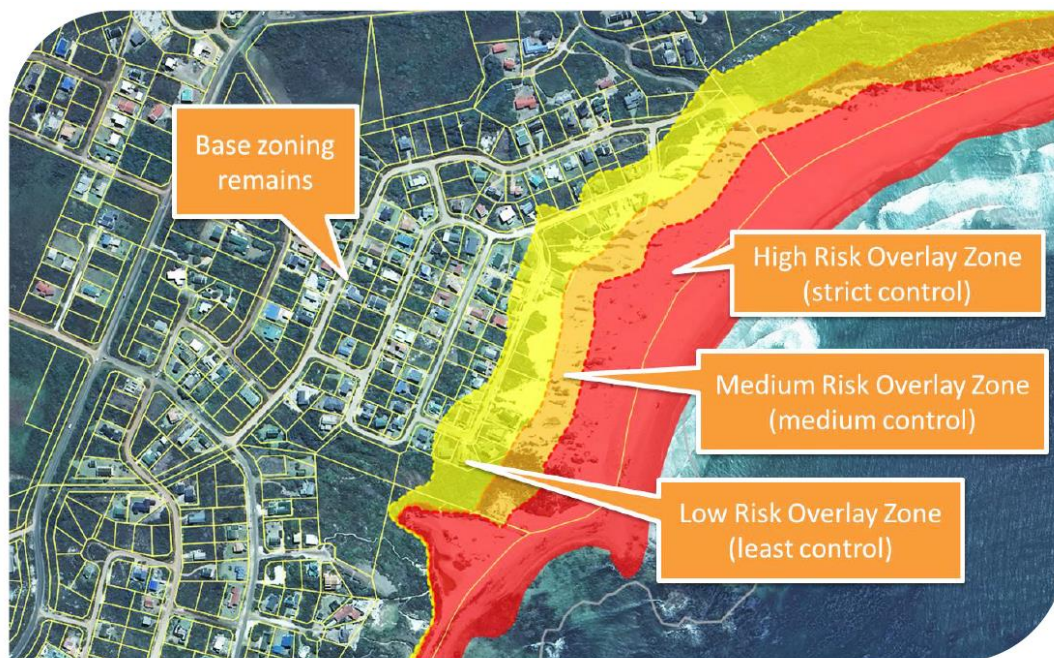 Base zoning
remains
High Risk Overlay Zone
(strict control)
Medium Risk Overlay Zone
(medium control)
Low Risk Overlay Zone
(least control)